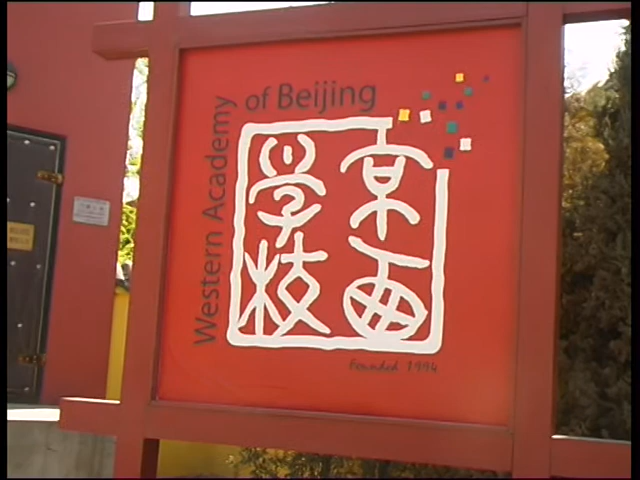 Western Academy
of Beijing
京西
学校
Founded 1994